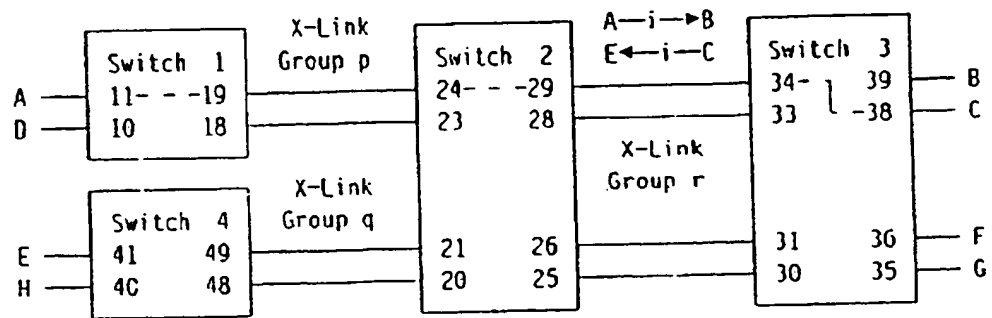 X-Link
Group p
A—i→B
E←i—C
Switch 1
Switch 2
Switch 3
A
11- - -19
24- - -29
34- 39
B
D
10 18
23 28
33 -38
C
X-Link
Group q
X-Link
Group r
Switch 4
E
41 49
21 26
31 36
F
H
4C 48
20 25
30 35
G